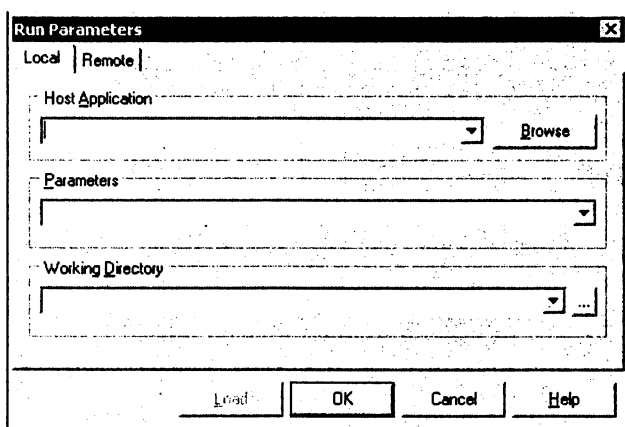 Run Parameters
Local Remote
Host Application
Browse
Parameters
Working Directory
...
Load OK Cancel Help